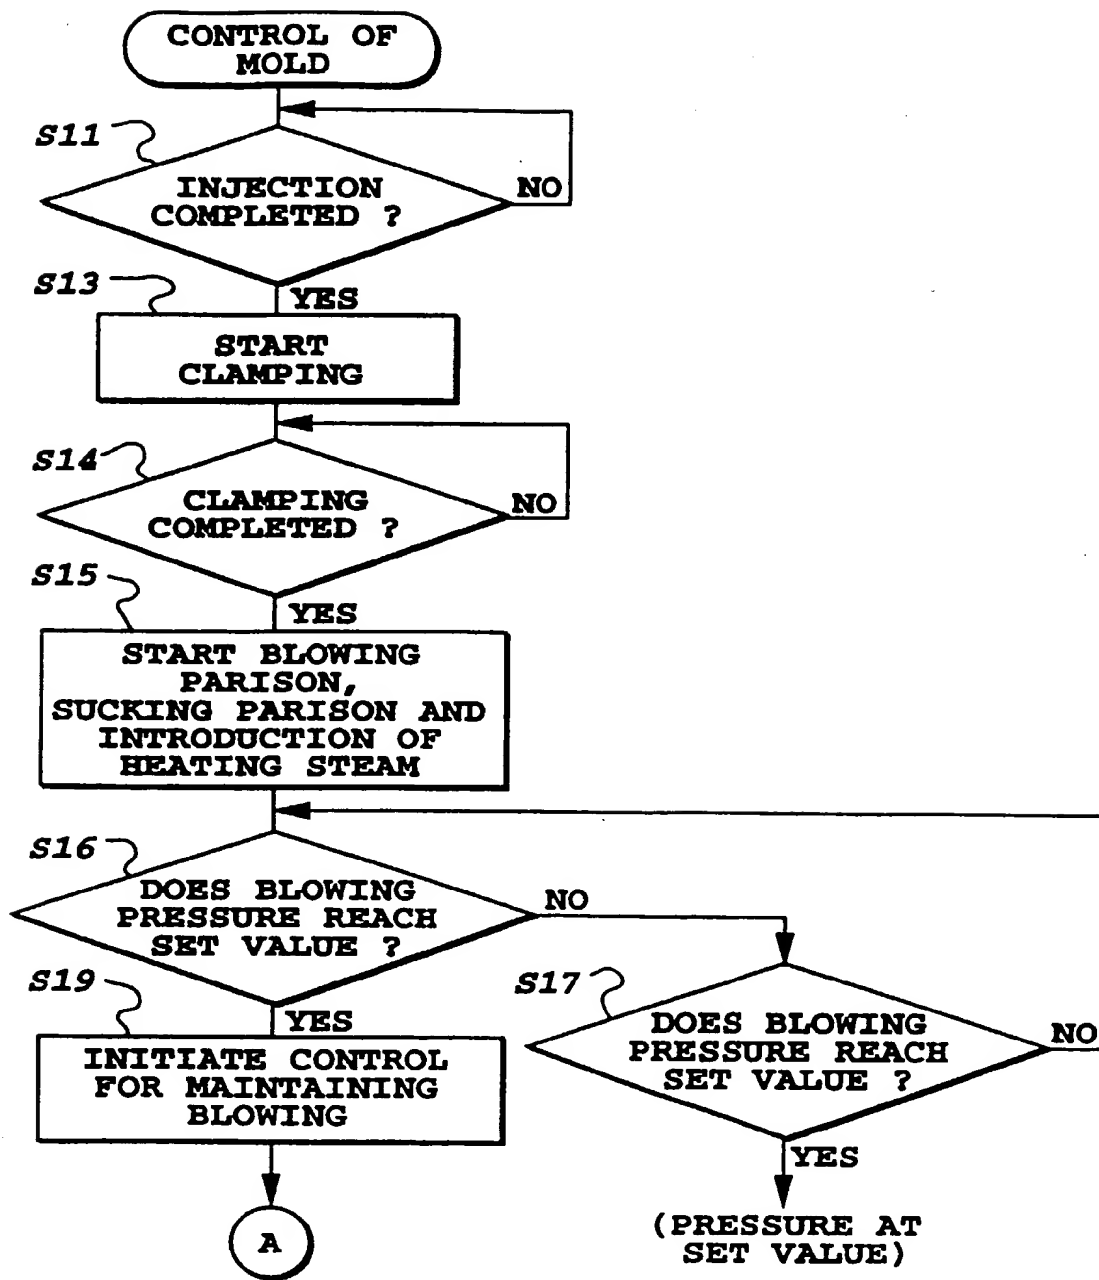 CONTROL OF
MOLD
S11
INJECTION
COMPLETED ?
NO
S13
YES
START
CLAMPING
S14
CLAMPING
COMPLETED ?
NO
S15
YES
START BLOWING
PARISON,
SUCKING PARISON AND
INTRODUCTION OF
HEATING STEAM
S16
DOES BLOWING
PRESSURE REACH
SET VALUE ?
NO
S19
YES
INITIATE CONTROL
FOR MAINTAINING
BLOWING
A
S17
DOES BLOWING
PRESSURE REACH
SET VALUE ?
NO
YES
(PRESSURE AT
SET VALUE)